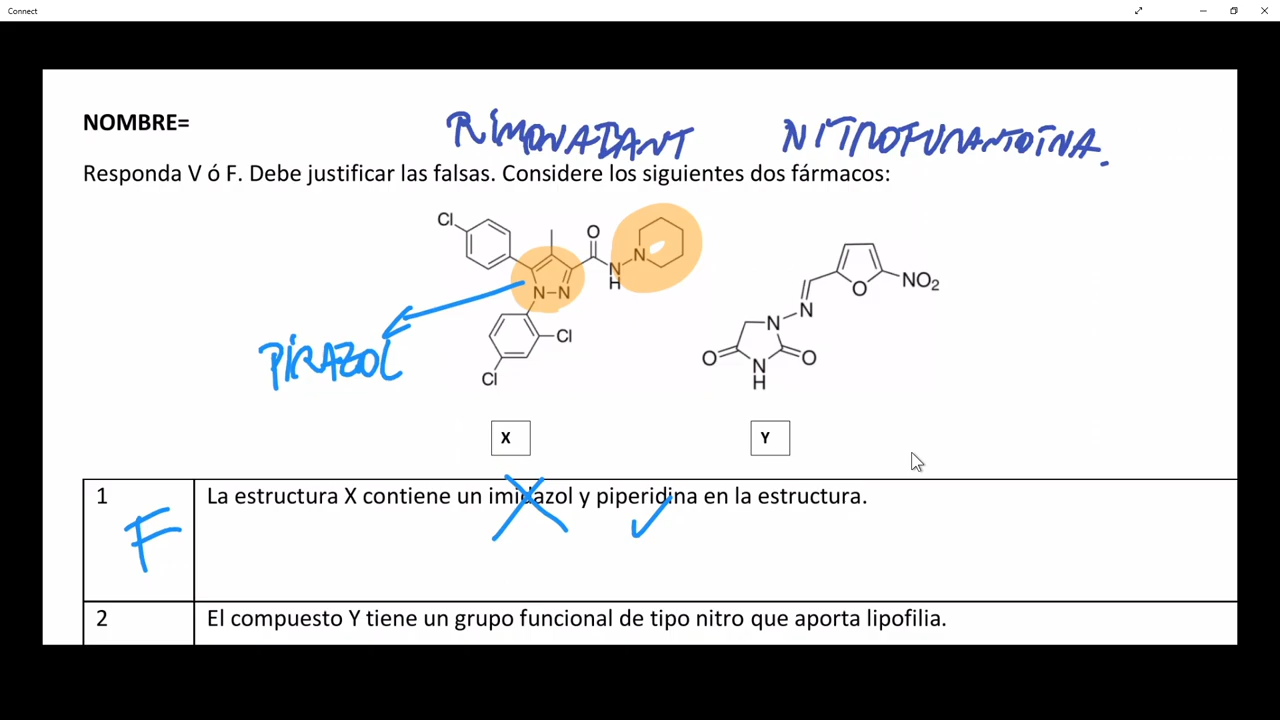 Connect
RIMONABANT NITROFURANTOINA.
NOMBRE=
Responda V ó F. Debe justificar las falsas. Considere los siguientes dos fármacos:
Cl
O
N
N
H
N N
Cl
Cl
PIRAZOL
O
NO2
N
N
O O
N
H
X Y
1 La estructura X contiene un imidazol y piperidina en la estructura.
F
2 El compuesto Y tiene un grupo funcional de tipo nitro que aporta lipofilia.